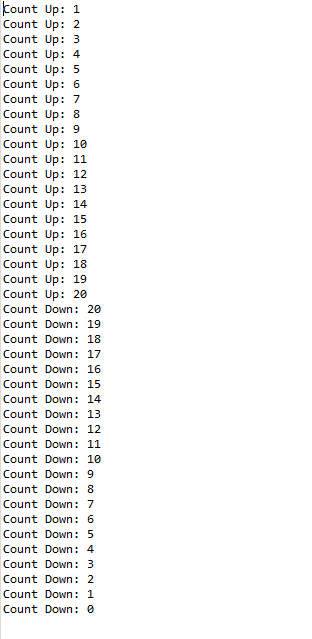 Count Up: 1
Count Up: 2
Count Up: 3
Count Up: 4
Count Up: 5
Count Up: 6
Count Up: 7
Count Up: 8
Count Up: 9
Count Up: 10
Count Up: 11
Count Up: 12
Count Up: 13
Count Up: 14
Count Up: 15
Count Up: 16
Count Up: 17
Count Up: 18
Count Up: 19
Count Up: 20
Count Down: 20
Count Down: 19
Count Down: 18
Count Down: 17
Count Down: 16
Count Down: 15
Count Down: 14
Count Down: 13
Count Down: 12
Count Down: 11
Count Down: 10
Count Down: 9
Count Down: 8
Count Down: 7
Count Down: 6
Count Down: 5
Count Down: 4
Count Down: 3
Count Down: 2
Count Down: 1
Count Down: 0